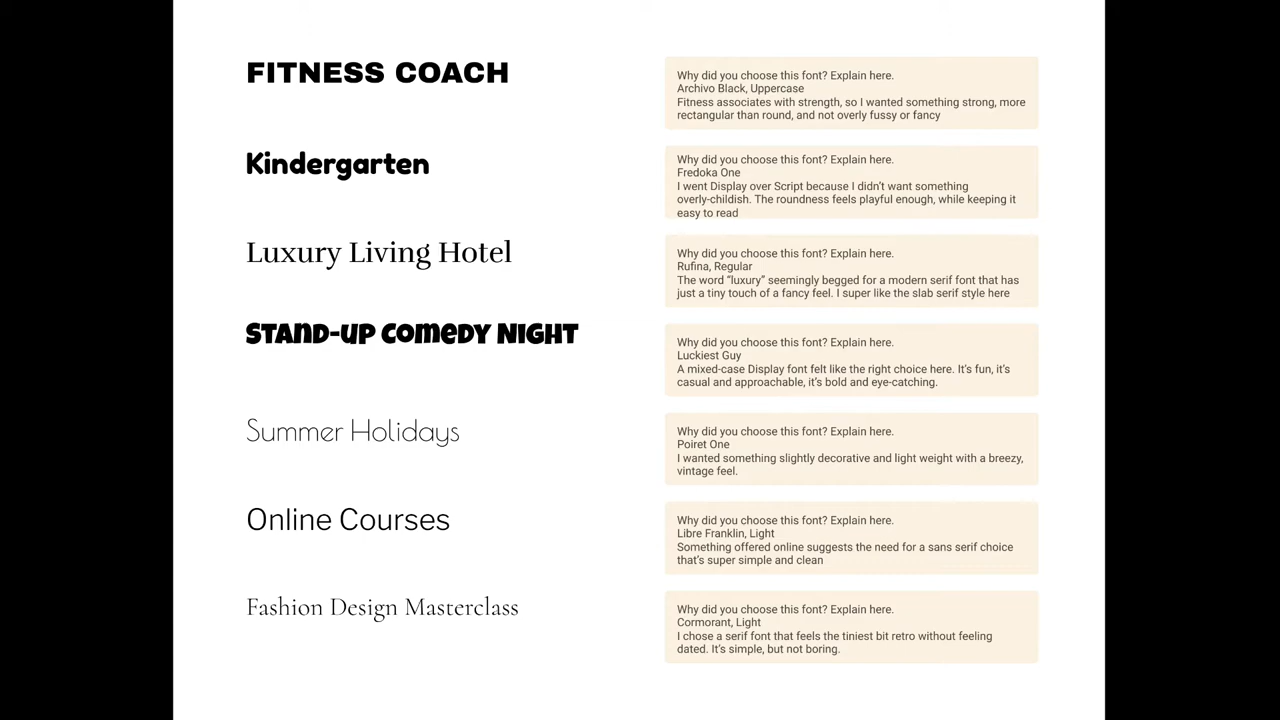 FITNESS COACH
Why did you choose this font? Explain here.
Archivo Black, Uppercase
Fitness associates with strength, so I wanted something strong, more
rectangular than round, and not overly fussy or fancy
Kindergarten
Why did you choose this font? Explain here.
Fredoka One
I went Display over Script because I didn’t want something
overly-childish. The roundness feels playful enough, while keeping it
easy to read
Luxury Living Hotel
Why did you choose this font? Explain here.
Rufina, Regular
The word “luxury” seemingly begged for a modern serif font that has
just a tiny touch of a fancy feel. I super like the slab serif style here
STAnd-uP ComeDy NIGHT
Why did you choose this font? Explain here.
Luckiest Guy
A mixed-case Display font felt like the right choice here. It’s fun, it’s
casual and approachable, it’s bold and eye-catching.
Summer Holidays
Why did you choose this font? Explain here.
Poiret One
I wanted something slightly decorative and light weight with a breezy,
vintage feel.
Online Courses
Why did you choose this font? Explain here.
Libre Franklin, Light
Something offered online suggests the need for a sans serif choice
that’s super simple and clean
Fashion Design Masterclass
Why did you choose this font? Explain here.
Cormorant, Light
I chose a serif font that feels the tiniest bit retro without feeling
dated. It’s simple, but not boring.